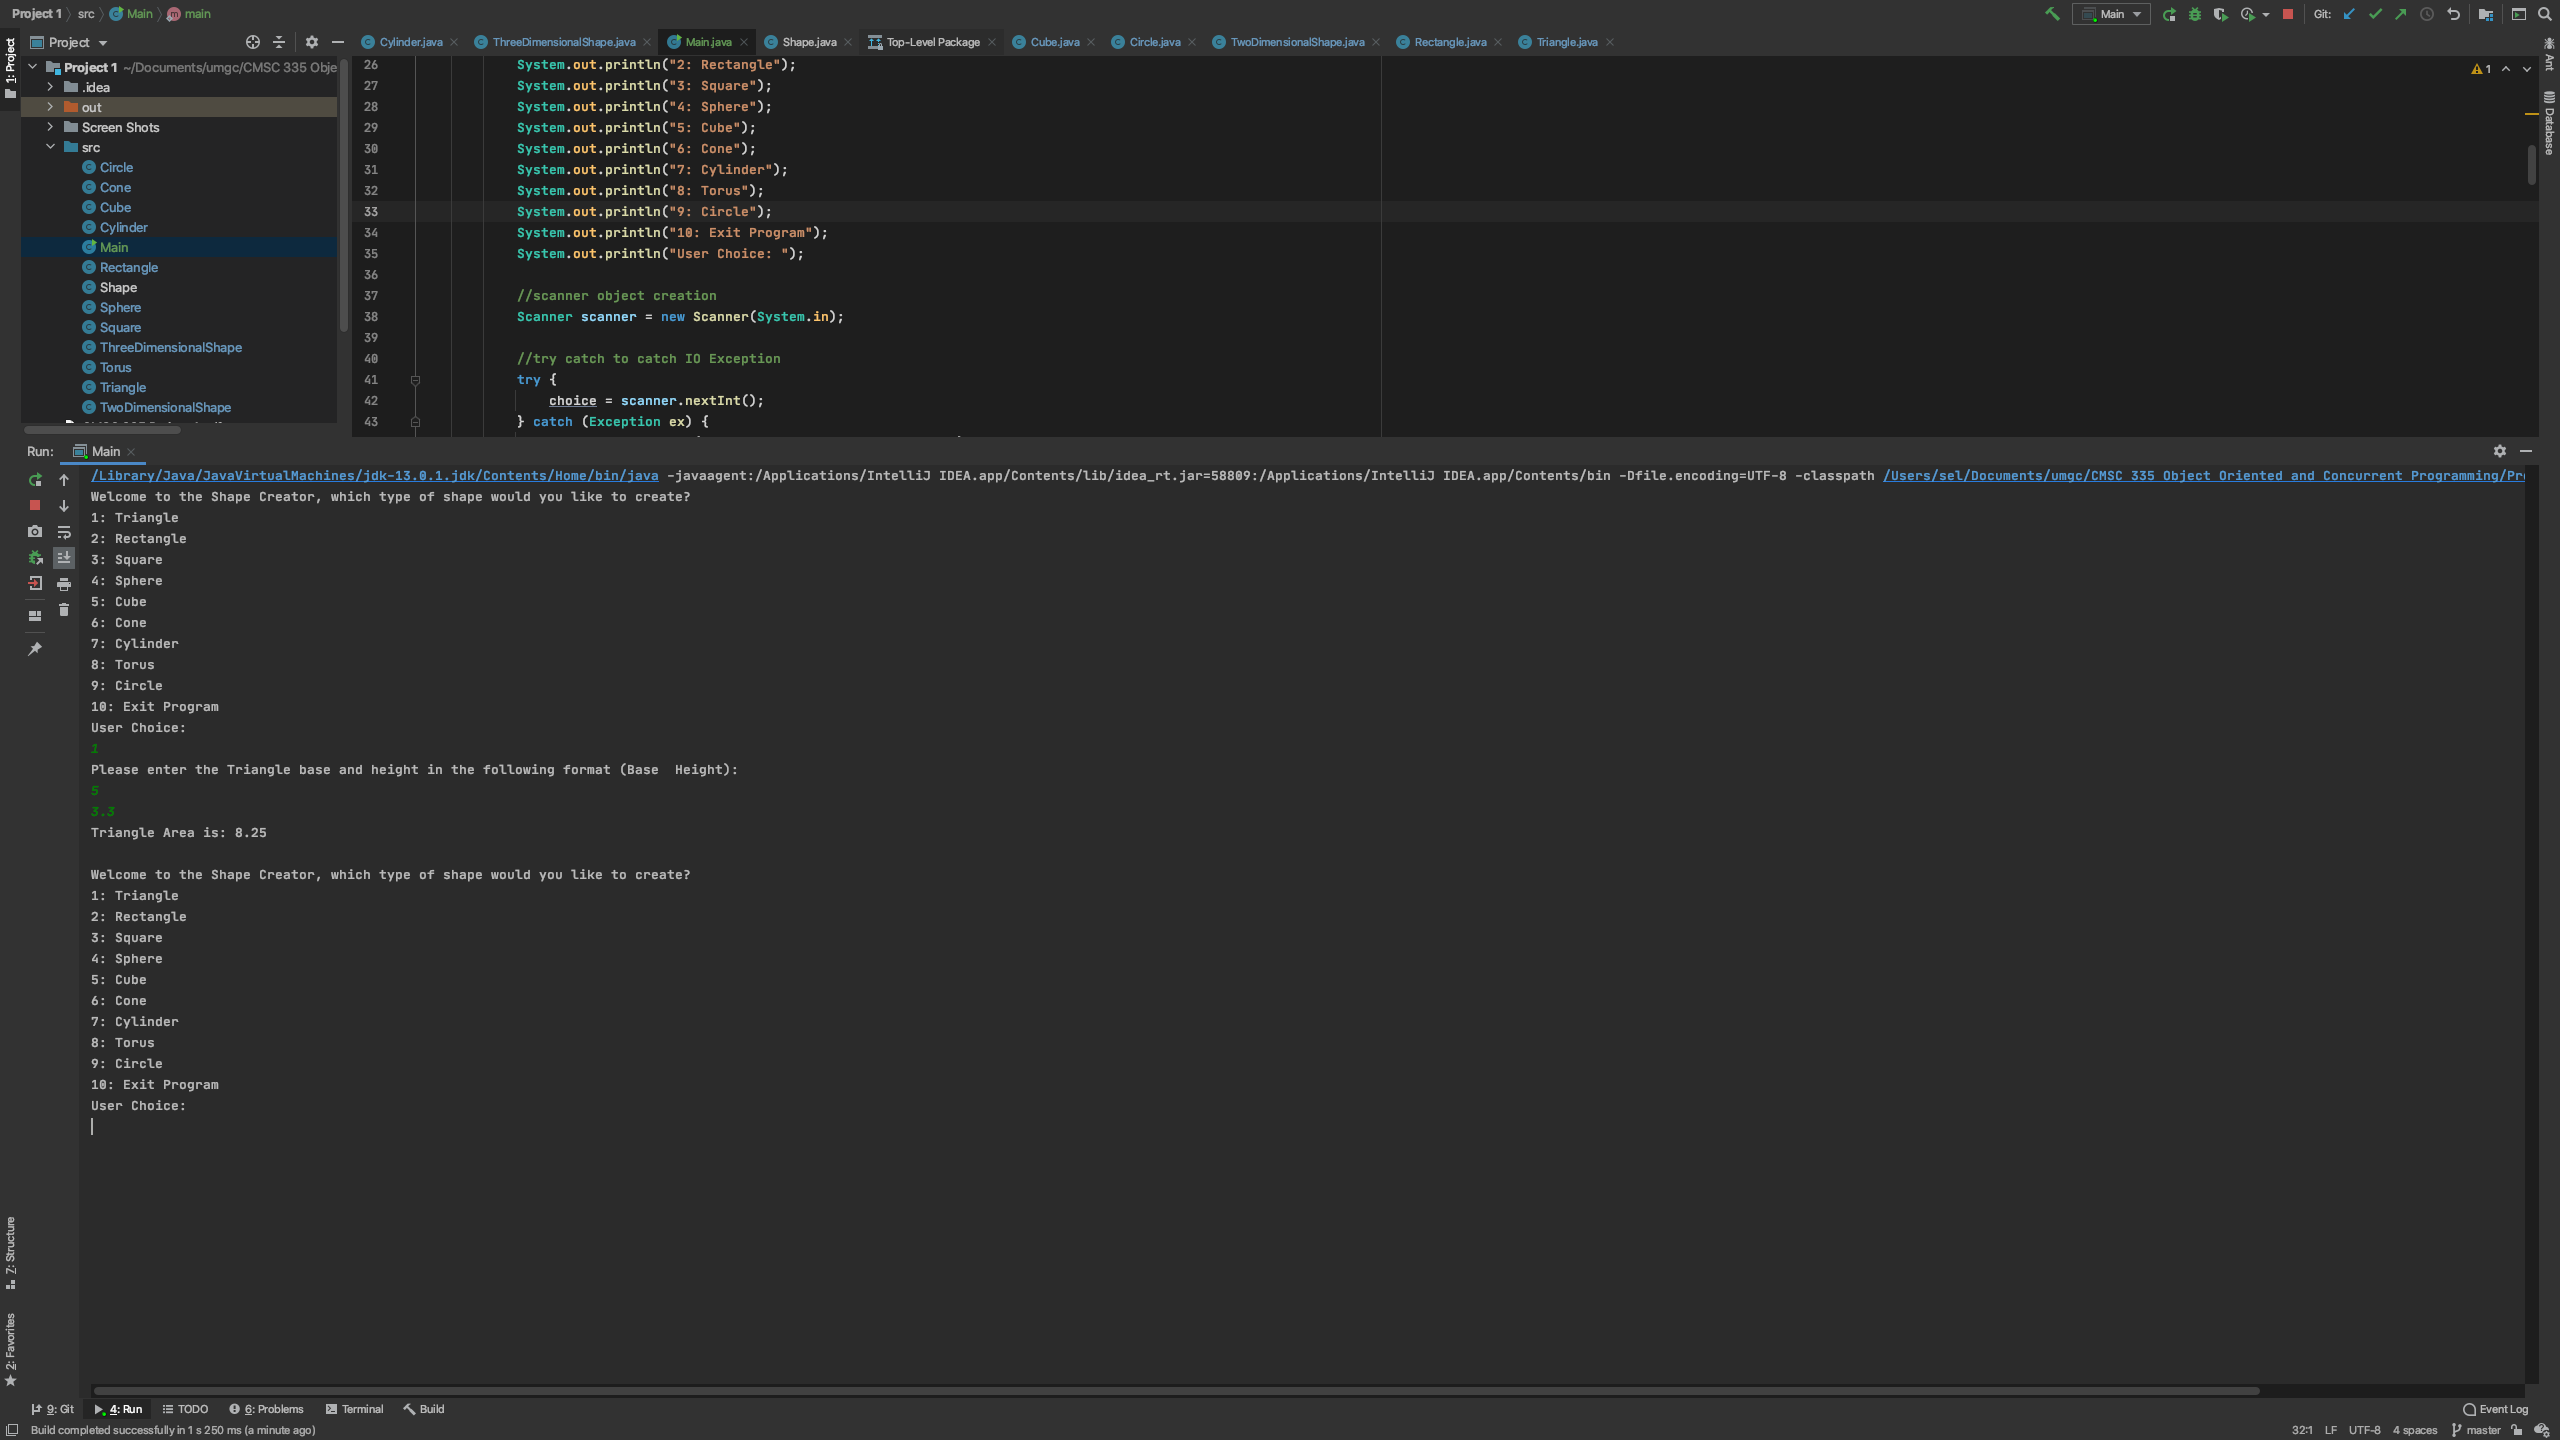 Project 1 〉 src 〉 Main 〉 main
Main
Git:
1: Project
Project
Cylinder.java
ThreeDimensionalShape.java
Main.java
Shape.java
Top-Level Package
Cube.java
Circle.java
TwoDimensionalShape.java
Rectangle.java
Triangle.java
Ant
Database
Project 1 ~/Documents/umgc/CMSC 335 Obje
.idea
out
Screen Shots
src
Circle
Cone
Cube
Cylinder
Main
Rectangle
Shape
Sphere
Square
ThreeDimensionalShape
Torus
Triangle
TwoDimensionalShape
1
26 System.out.println("2: Rectangle");
27 System.out.println("3: Square");
28 System.out.println("4: Sphere");
29 System.out.println("5: Cube");
30 System.out.println("6: Cone");
31 System.out.println("7: Cylinder");
32 System.out.println("8: Torus");
33 System.out.println("9: Circle");
34 System.out.println("10: Exit Program");
35 System.out.println("User Choice: ");
36
37 //scanner object creation
38 Scanner scanner = new Scanner(System.in);
39
40 //try catch to catch IO Exception
41 try {
42 choice = scanner.nextInt();
43 } catch (Exception ex) {
Run: Main
/Library/Java/JavaVirtualMachines/jdk-13.0.1.jdk/Contents/Home/bin/java -javaagent:/Applications/IntelliJ IDEA.app/Contents/lib/idea_rt.jar=58809:/Applications/IntelliJ IDEA.app/Contents/bin -Dfile.encoding=UTF-8 -classpath /Users/sel/Documents/umgc/CMSC 335 Object Oriented and Concurrent Programming/Pr
Welcome to the Shape Creator, which type of shape would you like to create?
1: Triangle
2: Rectangle
3: Square
4: Sphere
5: Cube
6: Cone
7: Cylinder
8: Torus
9: Circle
10: Exit Program
User Choice:
1
Please enter the Triangle base and height in the following format (Base  Height):
5
3.3
Triangle Area is: 8.25
Welcome to the Shape Creator, which type of shape would you like to create?
1: Triangle
2: Rectangle
3: Square
4: Sphere
5: Cube
6: Cone
7: Cylinder
8: Torus
9: Circle
10: Exit Program
User Choice:
Z: Structure
2: Favorites
9: Git
4: Run
TODO
6: Problems
Terminal
Build
Event Log
Build completed successfully in 1 s 250 ms (a minute ago)
32:1 LF UTF-8 4 spaces master